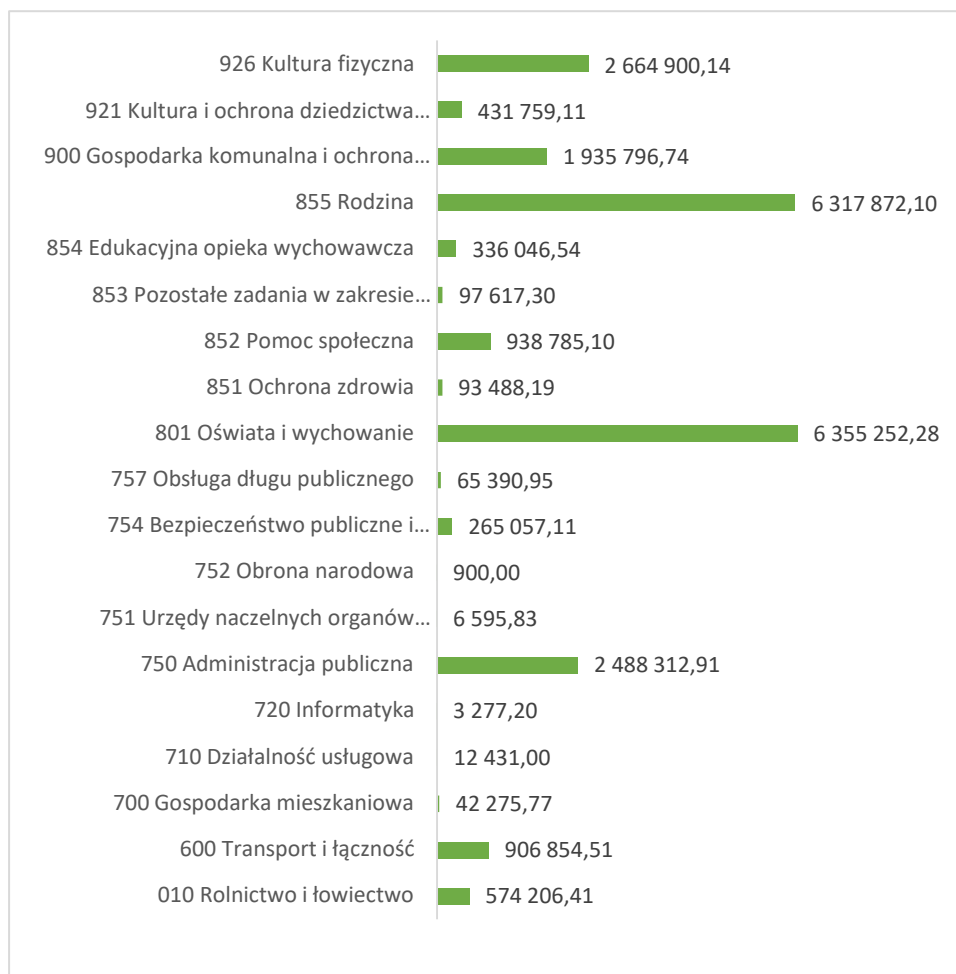 926 Kultura fizyczna 2 664 900,14
921 Kultura i ochrona dziedzictwa... 431 759,11
900 Gospodarka komunalna i ochrona... 1 935 796,74
855 Rodzina 6 317 872,10
854 Edukacyjna opieka wychowawcza 336 046,54
853 Pozostałe zadania w zakresie... 97 617,30
852 Pomoc społeczna 938 785,10
851 Ochrona zdrowia 93 488,19
801 Oświata i wychowanie 6 355 252,28
757 Obsługa długu publicznego 65 390,95
754 Bezpieczeństwo publiczne i... 265 057,11
752 Obrona narodowa 900,00
751 Urzędy naczelnych organów... 6 595,83
750 Administracja publiczna 2 488 312,91
720 Informatyka 3 277,20
710 Działalność usługowa 12 431,00
700 Gospodarka mieszkaniowa 42 275,77
600 Transport i łączność 906 854,51
010 Rolnictwo i łowiectwo 574 206,41